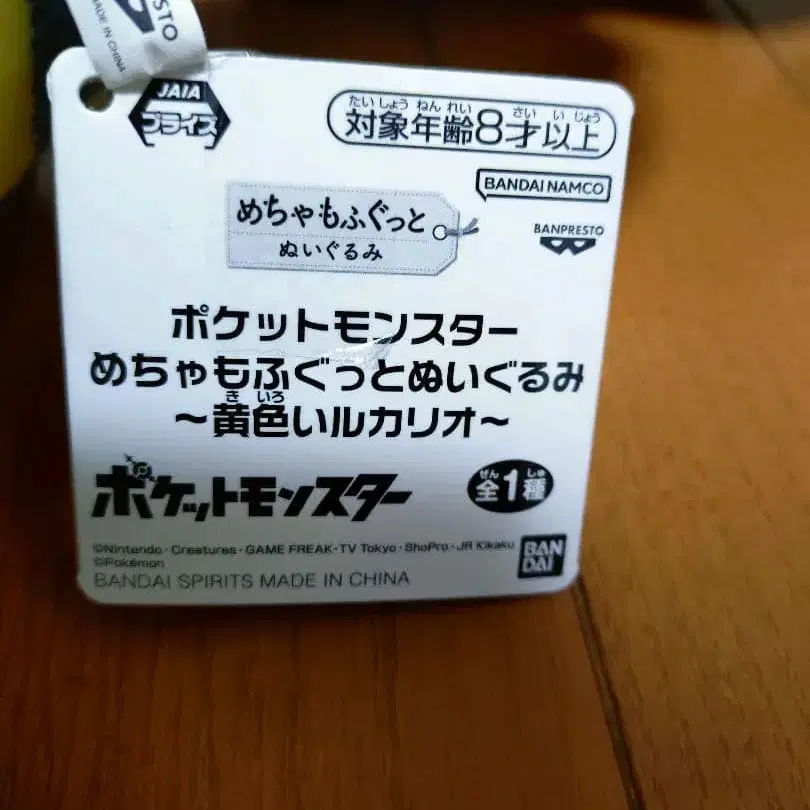 ESTO
MADE IN CHINA
JAIA
プライズ
たいしょうねんれい さいいじょう
対象年齢8才以上
BANDAI NAMCO
BANPRESTO
めちゃもふぐっと
ぬいぐるみ
ポケットモンスター
めちゃもふぐっとぬいぐるみ
きいろ
～黄色いルカリオ～
ポケットモンスター
ぜん しゅ
全1種
©Nintendo・Creatures・GAME FREAK・TV Tokyo・ShoPro・JR Kikaku
©Pokémon
BANDAI
BANDAI SPIRITS MADE IN CHINA